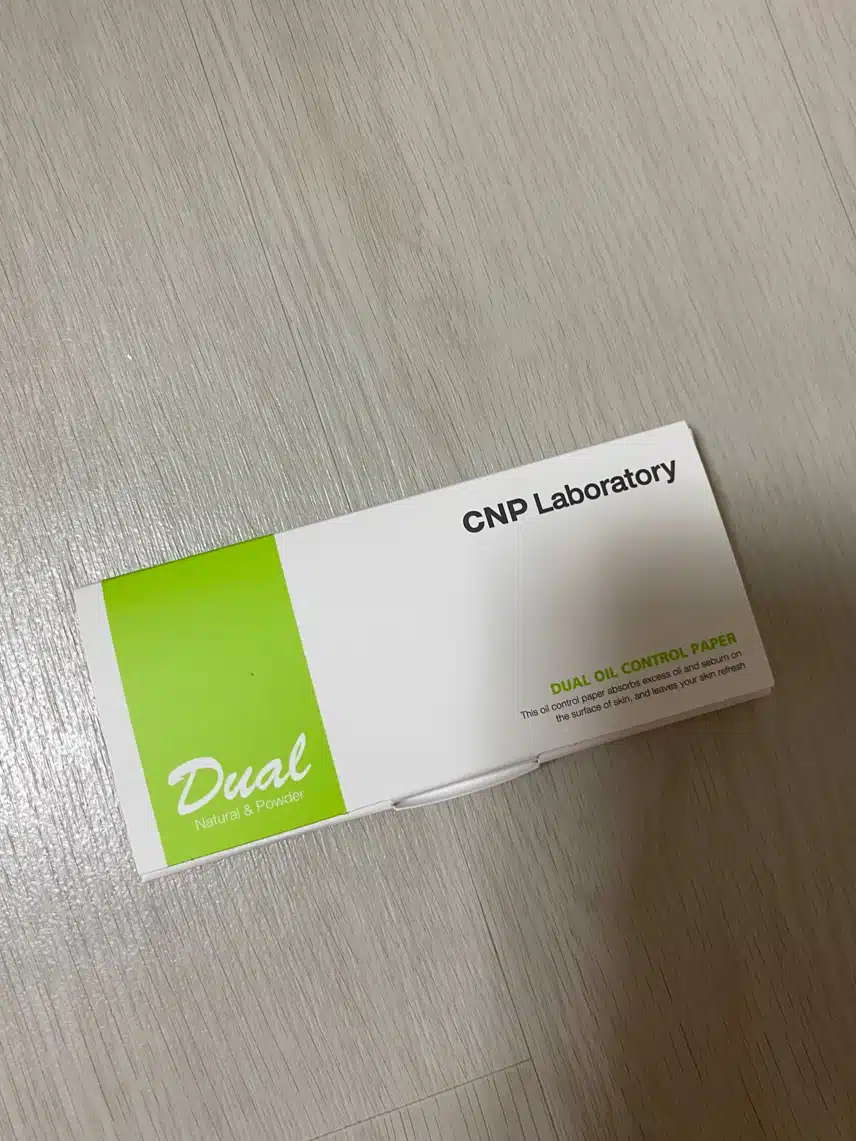 CNP Laboratory
DUAL OIL CONTROL PAPER
This oil control paper absorbs excess oil and sebum on
the surface of skin, and leaves your skin refresh
Dual
Natural & Powder